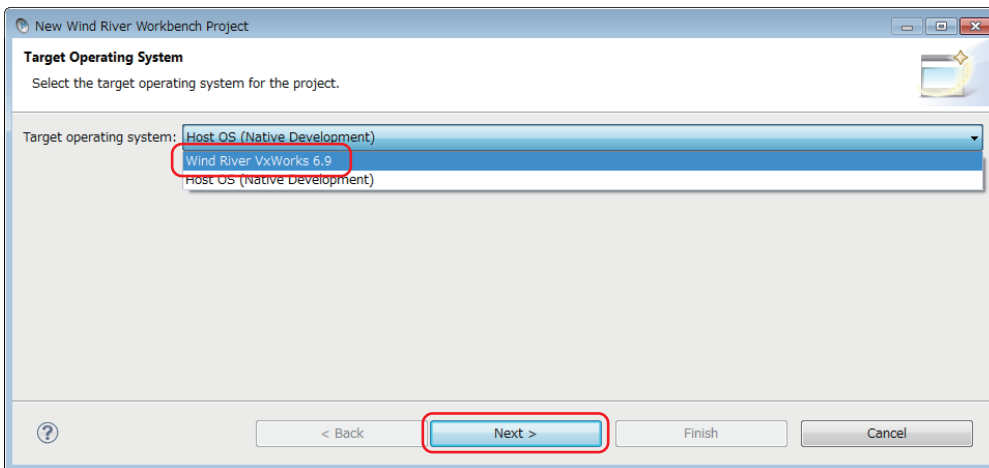 New Wind River Workbench Project
Target Operating System
Select the target operating system for the project.
Target operating system: Host OS (Native Development)
Wind River VxWorks 6.9
Host OS (Native Development)
? < Back Next > Finish Cancel